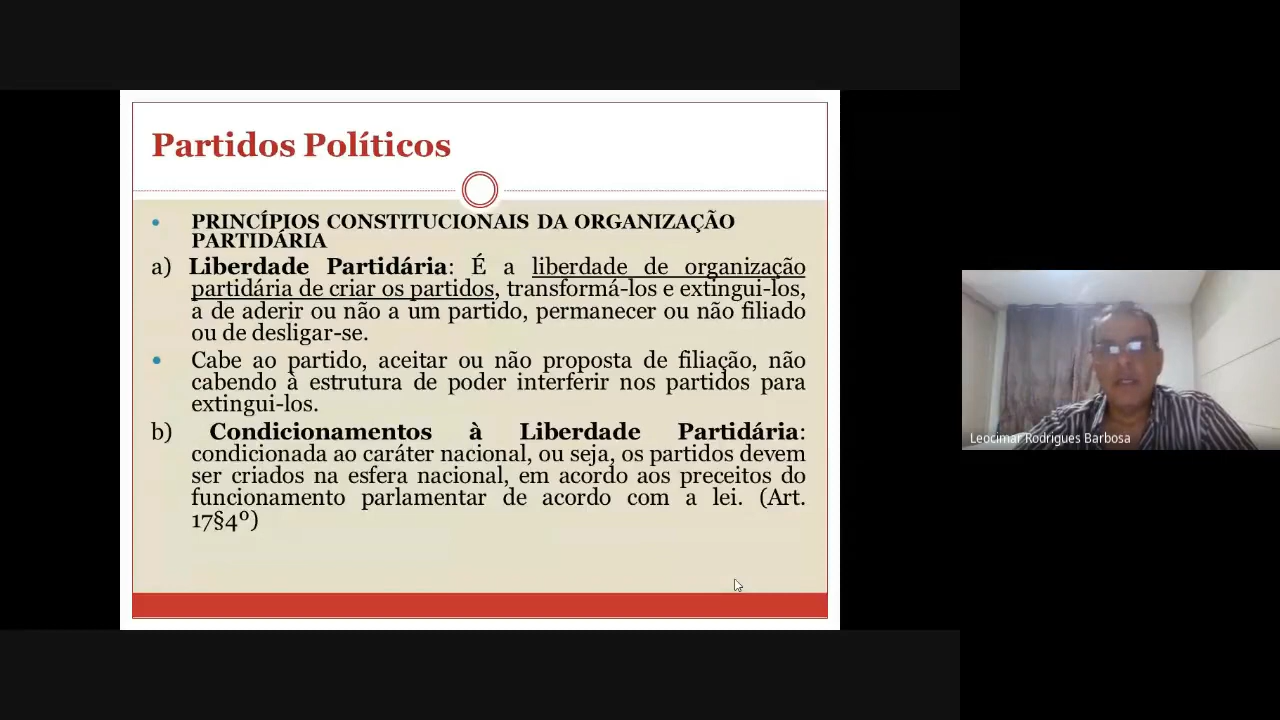 Partidos Políticos
• PRINCÍPIOS CONSTITUCIONAIS DA ORGANIZAÇÃO
PARTIDÁRIA
a) Liberdade Partidária: É a liberdade de organização
partidária de criar os partidos, transformá-los e extingui-los,
a de aderir ou não a um partido, permanecer ou não filiado
ou de desligar-se.
• Cabe ao partido, aceitar ou não proposta de filiação, não
cabendo à estrutura de poder interferir nos partidos para
extingui-los.
b) Condicionamentos à Liberdade Partidária:
condicionada ao caráter nacional, ou seja, os partidos devem
ser criados na esfera nacional, em acordo aos preceitos do
funcionamento parlamentar de acordo com a lei. (Art.
17§4º)
Leocimar Rodrigues Barbosa